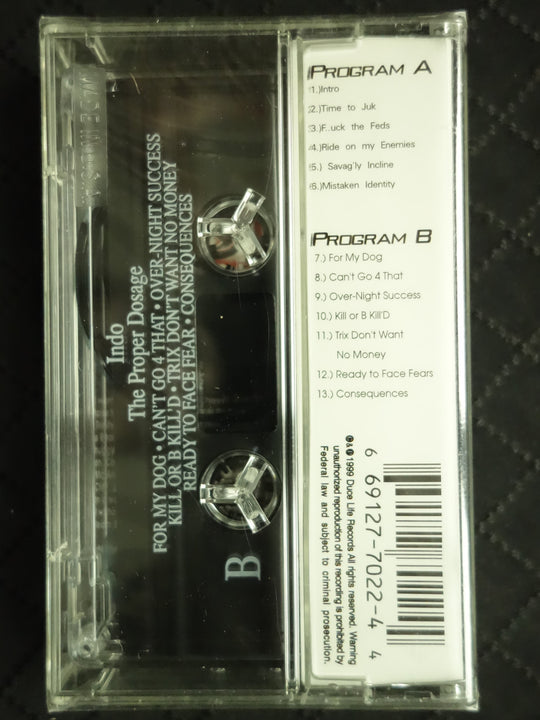 PROGRAM A
1.)Intro
2.)Time to Juk
3.)F..uck the Feds
4.)Ride on my Enemies
5.) Savag'ly Incline
6.)Mistaken Identity
PROGRAM B
7.) For My Dog
8.) Can't Go 4 That
9.) Over-Night Success
10.) Kill or B Kill'D
11.) Trix Don't Want
No Money
12.) Ready to Face Fears
13.) Consequences
℗& © 1999 Duce Life Records All rights reserved. Warning
unauthorized reproduction of this recording is prohibited by
Federal law and subject to criminal prosecution.
6 69127-7022-4 4
Indo
The Proper Dosage
FOR MY DOG • CAN'T GO 4 THAT • OVER-NIGHT SUCCESS
KILL OR B KILL'D • TRIX DON'T WANT NO MONEY
READY TO FACE FEAR • CONSEQUENCES
B
MADE IN U.S.A.